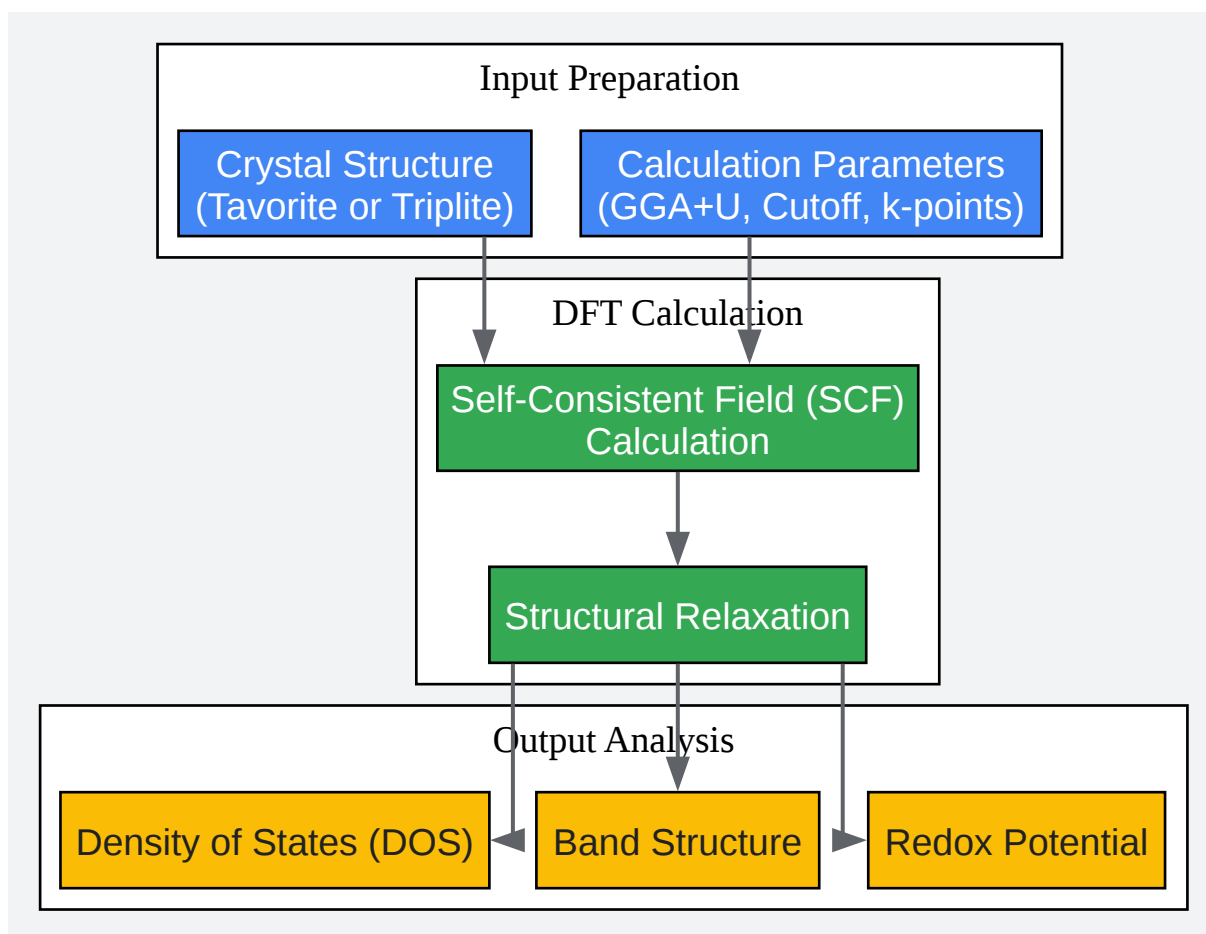 Input Preparation
Crystal Structure
(Tavorite or Triplite)
Calculation Parameters
(GGA+U, Cutoff, k-points)
DFT Calculation
Self-Consistent Field (SCF)
Calculation
Structural Relaxation
Output Analysis
Density of States (DOS)
Band Structure
Redox Potential